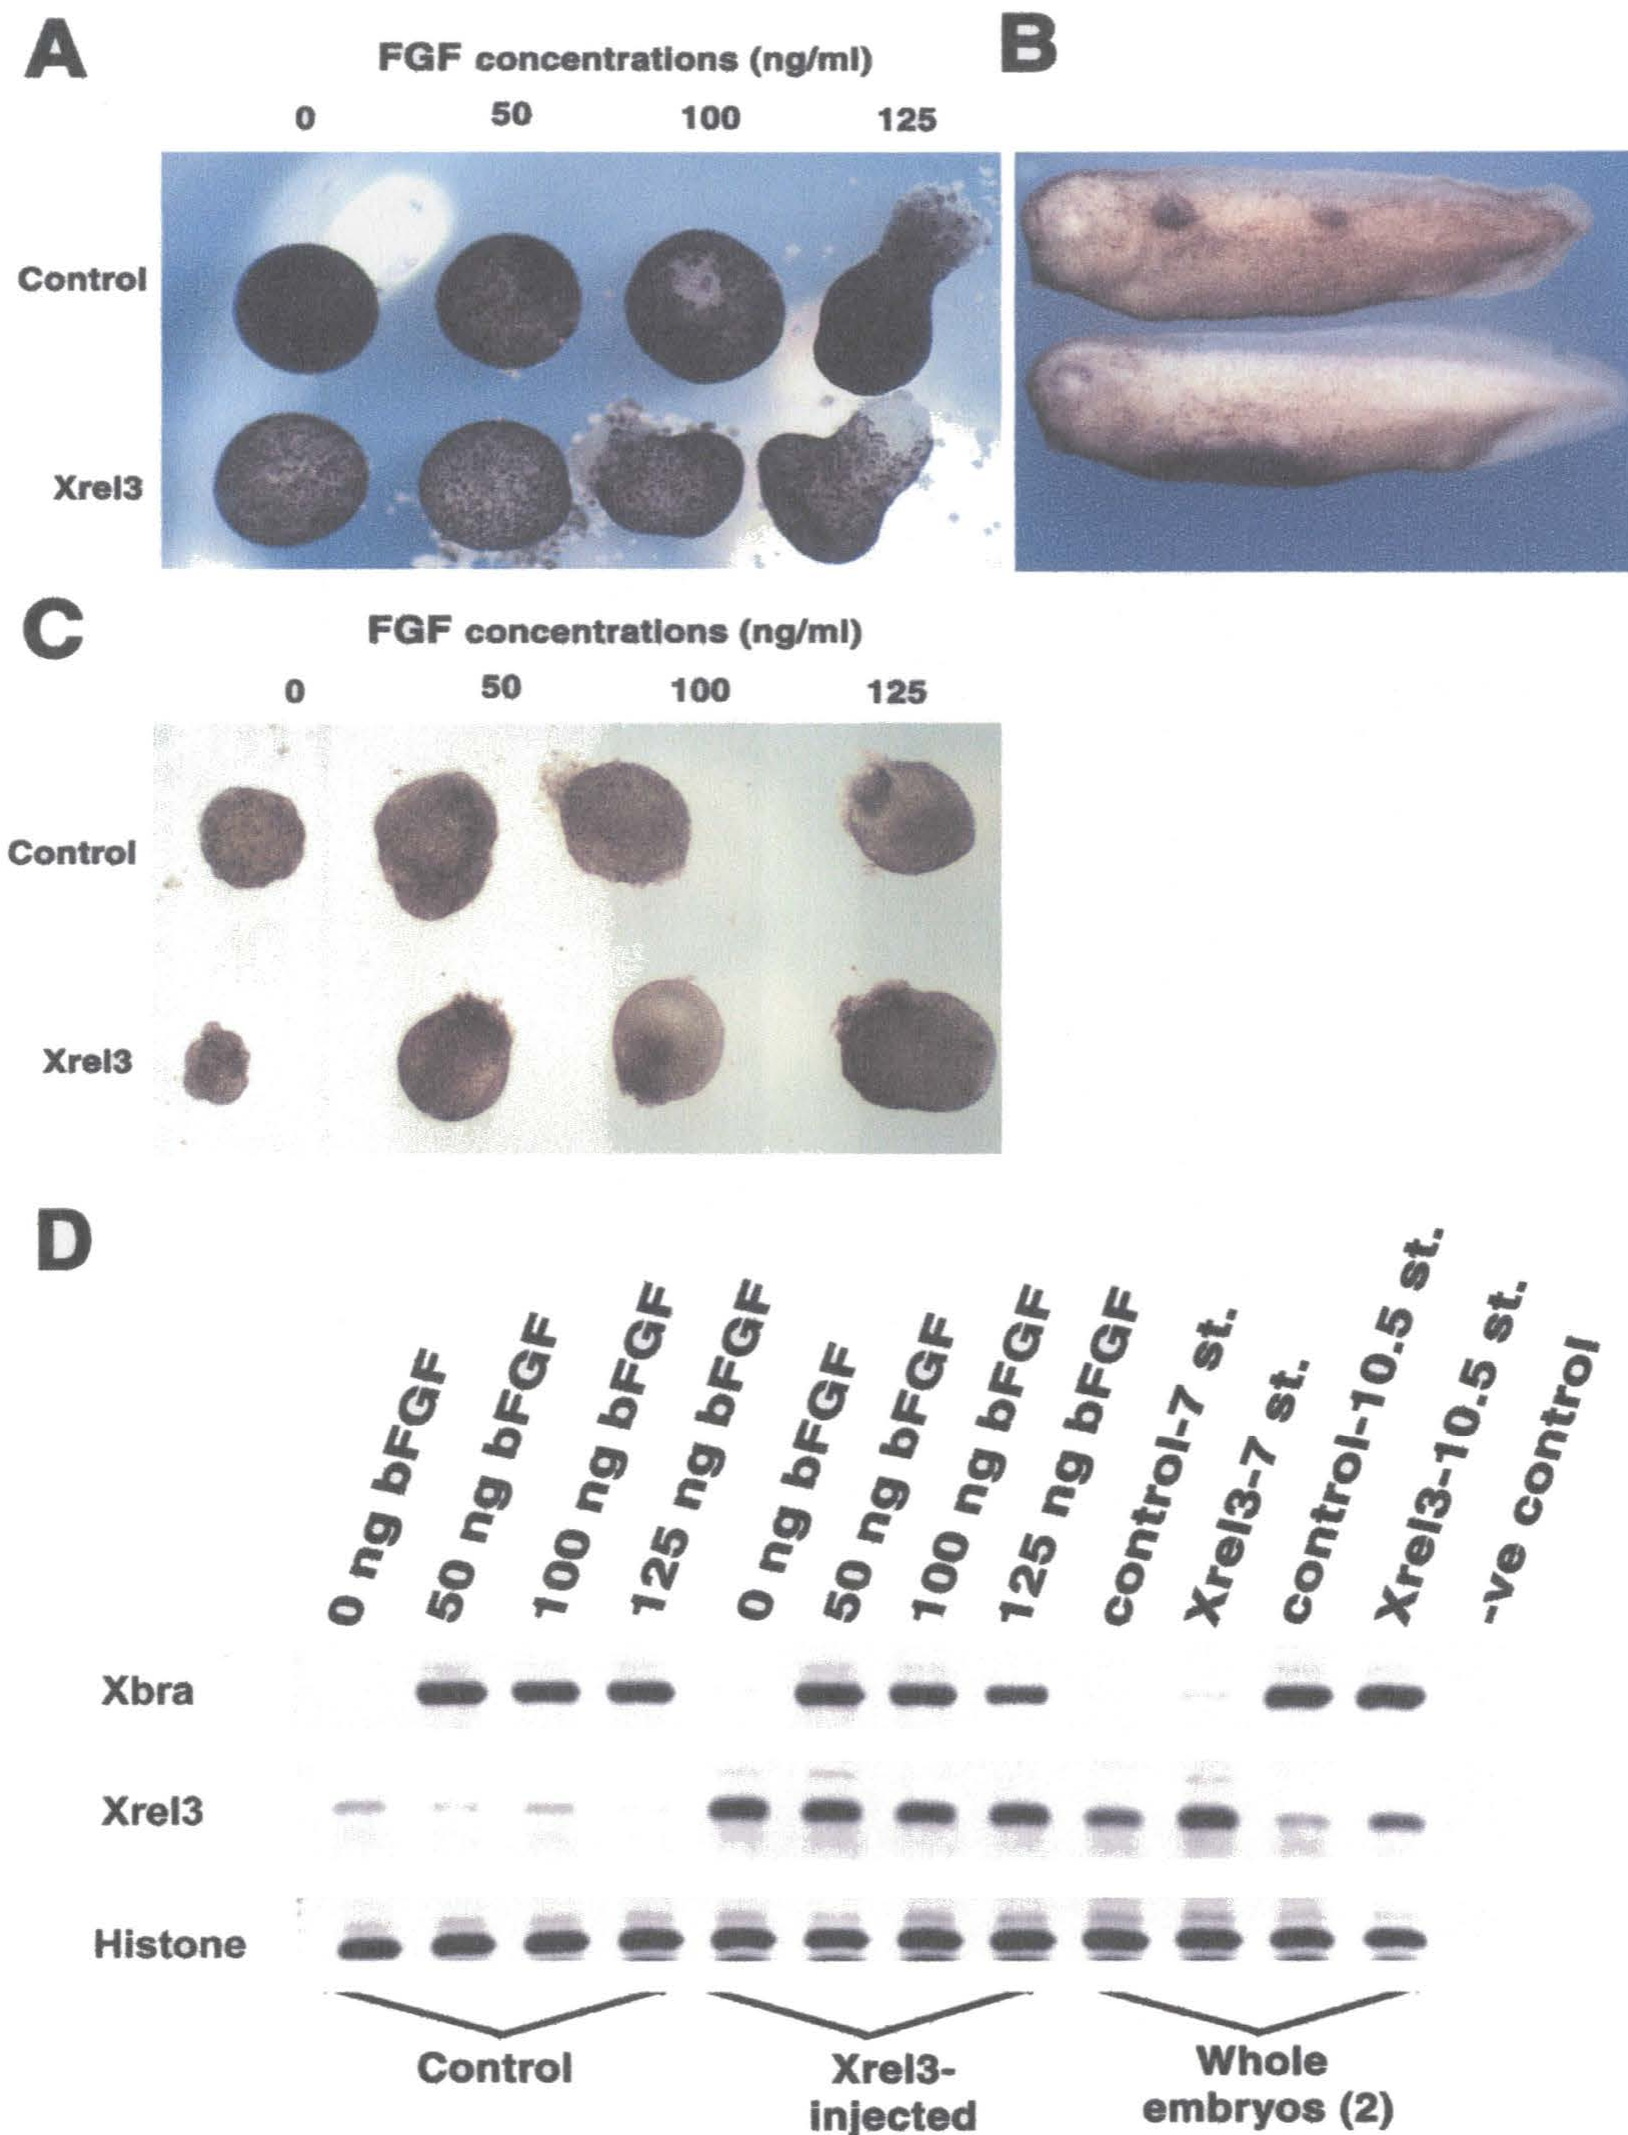 A
FGF concentrations (ng/ml)
0 50 100 125
Control
Xrel3
B
C
FGF concentrations (ng/ml)
0 50 100 125
Control
Xrel3
D
0 ng bFGF
50 ng bFGF
100 ng bFGF
125 ng bFGF
0 ng bFGF
50 ng bFGF
100 ng bFGF
125 ng bFGF
control-7 st.
Xrel3-7 st.
control-10.5 st.
Xrel3-10.5 st.
-ve control
Xbra
Xrel3
Histone
Control
Xrel3-
injected
Whole
embryos (2)